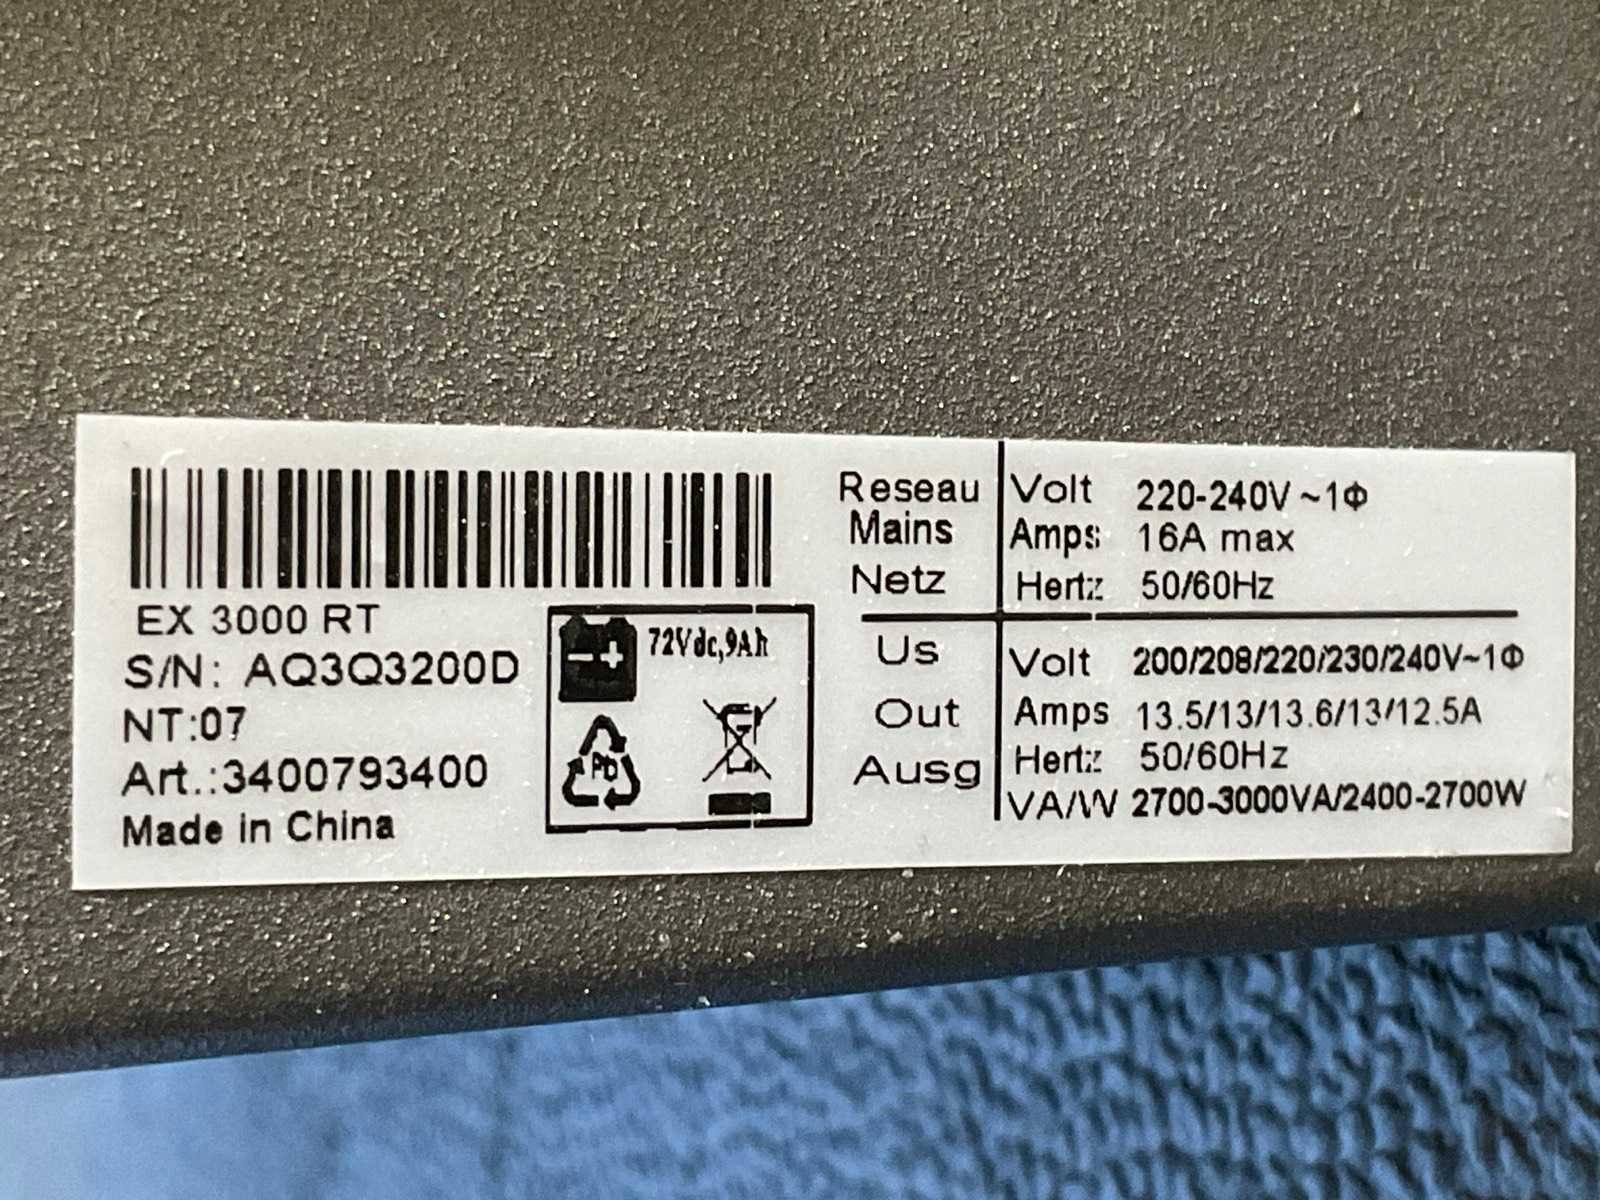 EX 3000 RT
S/N: AQ3Q3200D
NT:07
Art.:3400793400
Made in China
72Vdc,9Ah
Pb
Reseau
Mains
Netz
Volt 220-240V ~1Φ
Amps 16A max
Hertz 50/60Hz
Us
Out
Ausg
Volt 200/208/220/230/240V~1Φ
Amps 13.5/13/13.6/13/12.5A
Hertz 50/60Hz
VA/W 2700-3000VA/2400-2700W